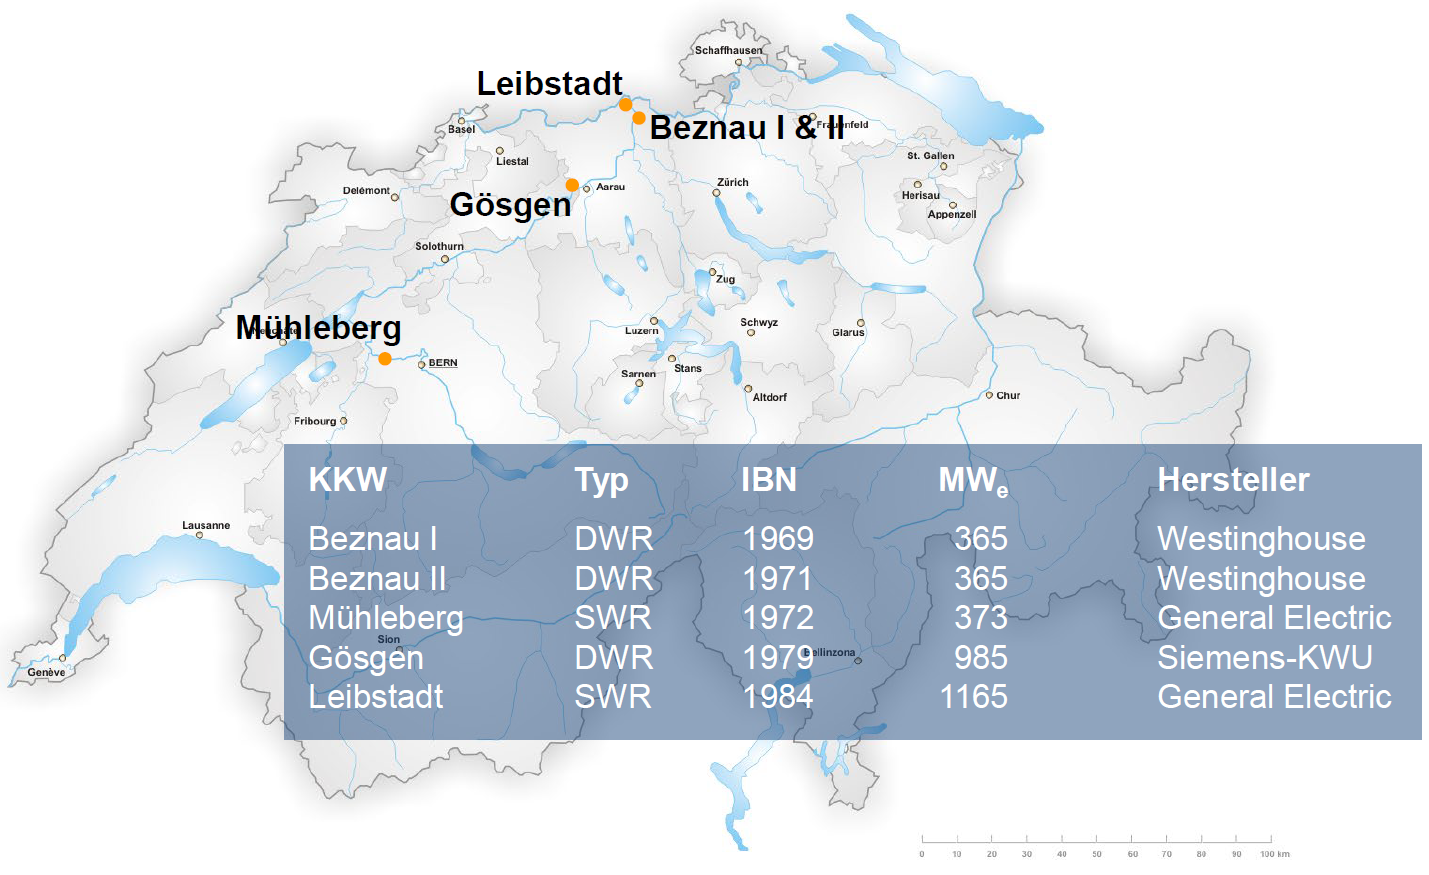 Schaffhausen
Leibstadt
Basel
Beznau I & II
Frauenfeld
Liestal
St. Gallen
Delémont
Aarau
Zürich
Herisau
Gösgen
Appenzell
Solothurn
Zug
Mühleberg
Luzern
Schwyz
Glarus
BERN
Sarnen
Stans
Altdorf
Chur
Fribourg
KKW Typ IBN MWe Hersteller
Lausanne
Beznau I DWR 1969 365 Westinghouse
Beznau II DWR 1971 365 Westinghouse
Mühleberg SWR 1972 373 General Electric
Sion
Bellinzona
Gösgen DWR 1979 985 Siemens-KWU
Genève
Leibstadt SWR 1984 1165 General Electric
0 10 20 30 40 50 60 70 80 90 100 km